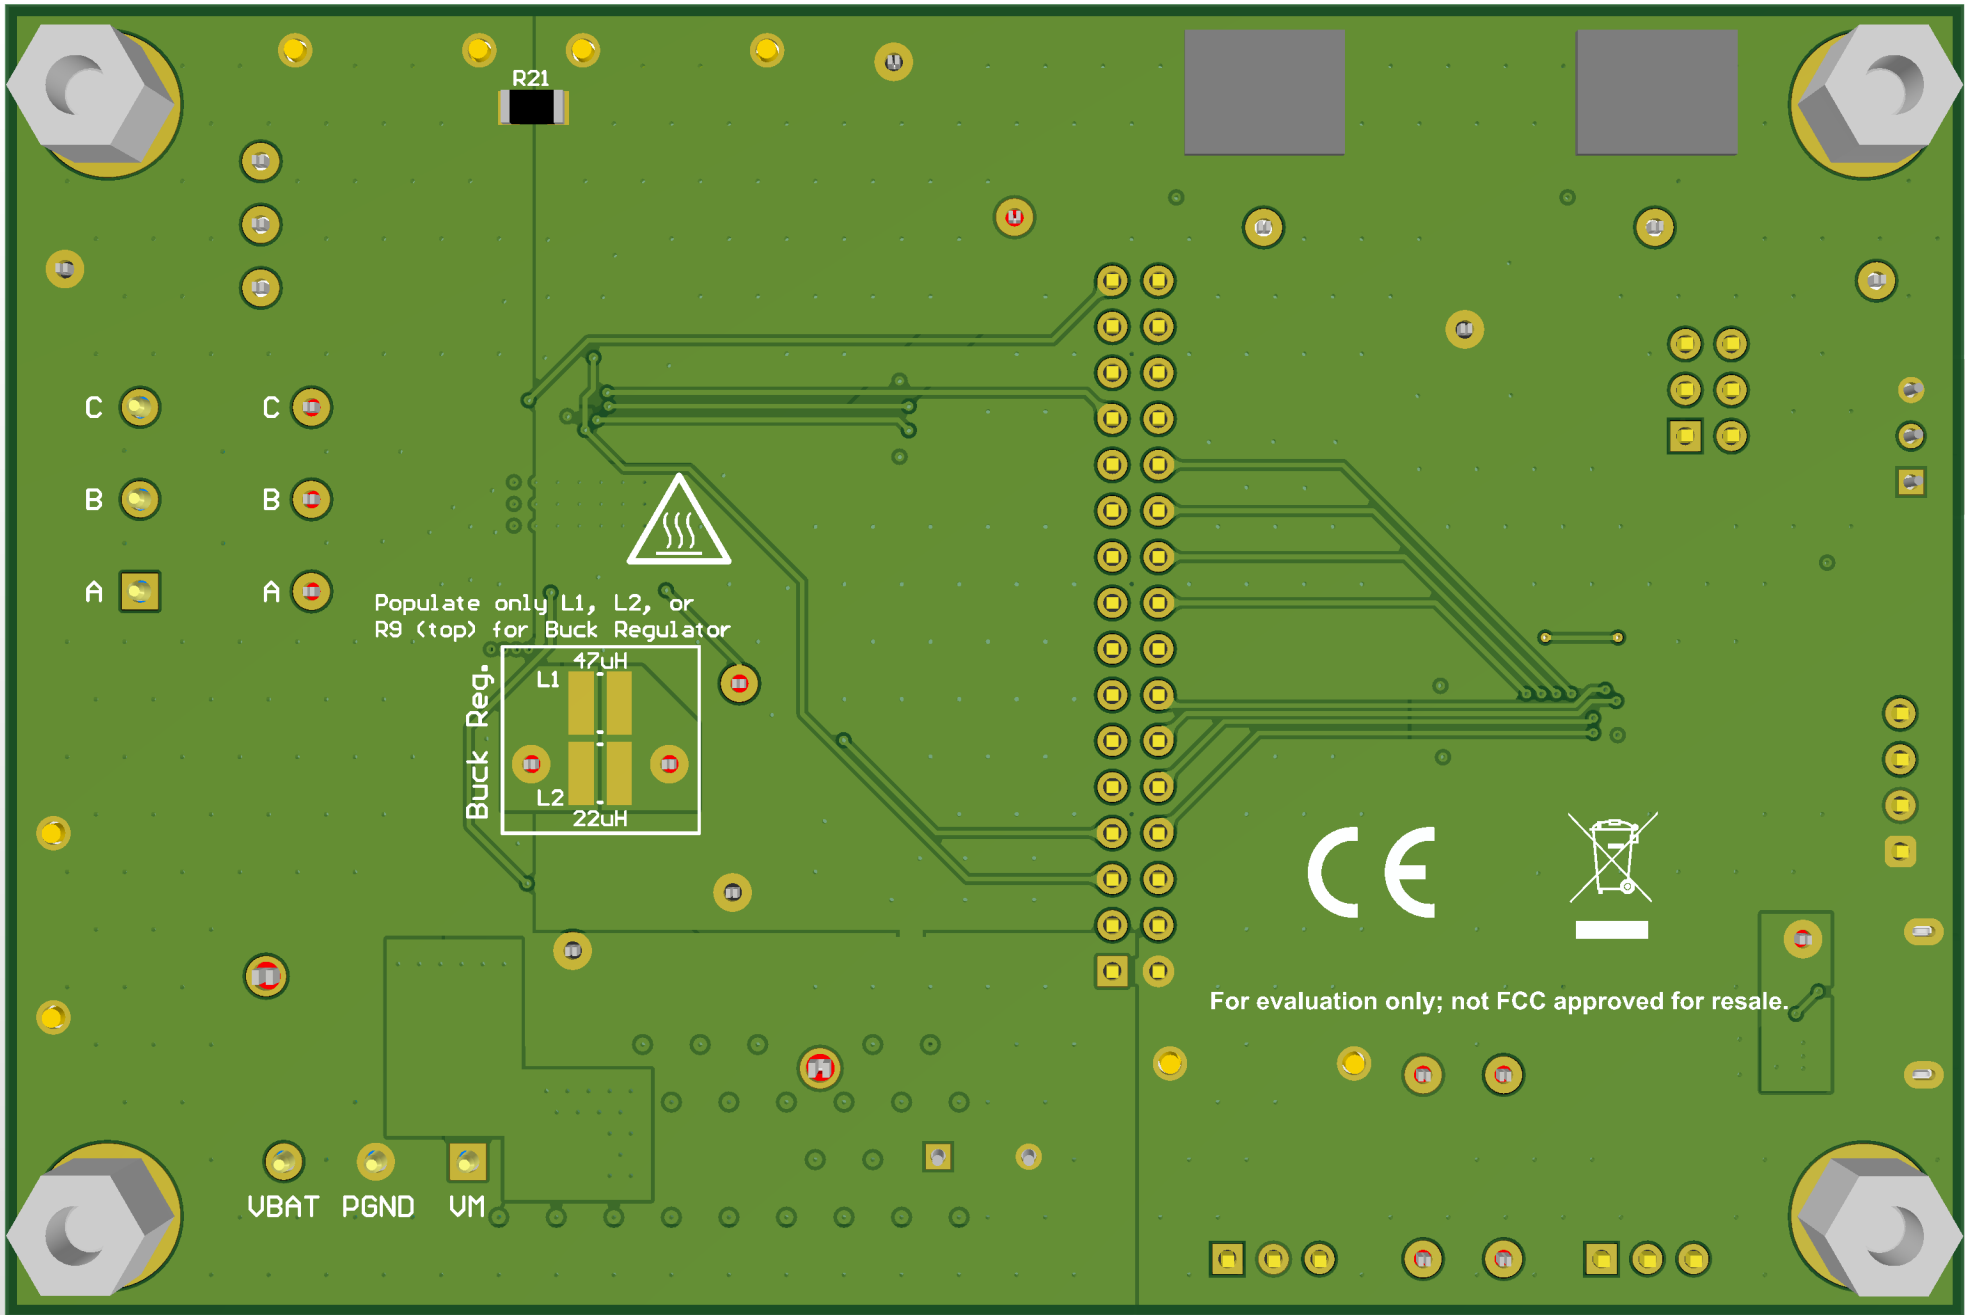 R21
C
C
B
B
A
A
Populate only L1, L2, or
R9 (top) for Buck Regulator
47uH
L1
Buck Reg.
L2
22uH
CE
For evaluation only; not FCC approved for resale.
VBAT PGND VM